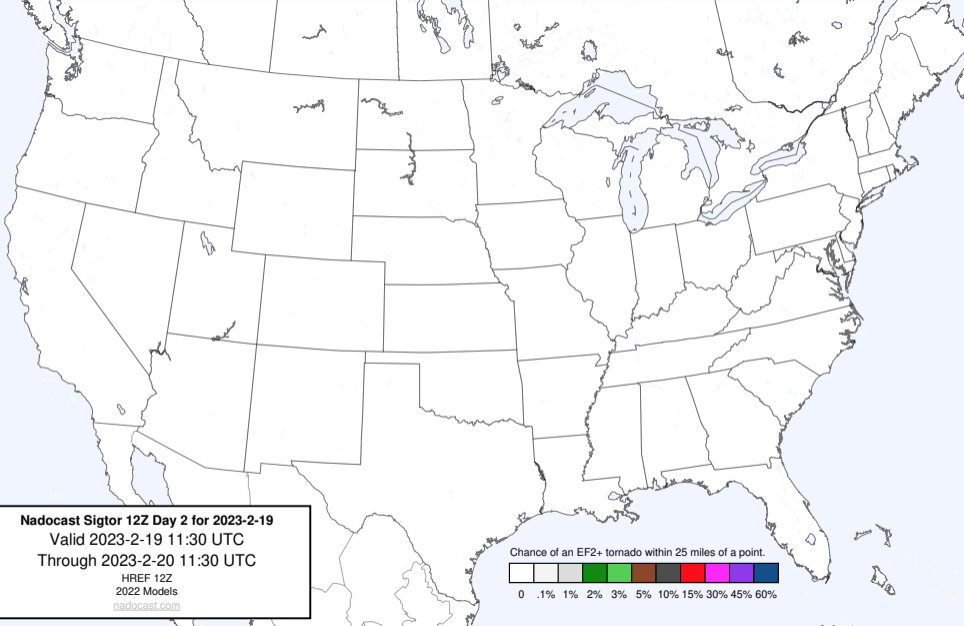 Nadocast Sigtor 12Z Day 2 for 2023-2-19
Valid 2023-2-19 11:30 UTC
Through 2023-2-20 11:30 UTC
HREF 12Z
2022 Models
nadocast.com
Chance of an EF2+ tornado within 25 miles of a point.
0 .1% 1% 2% 3% 5% 10% 15% 30% 45% 60%